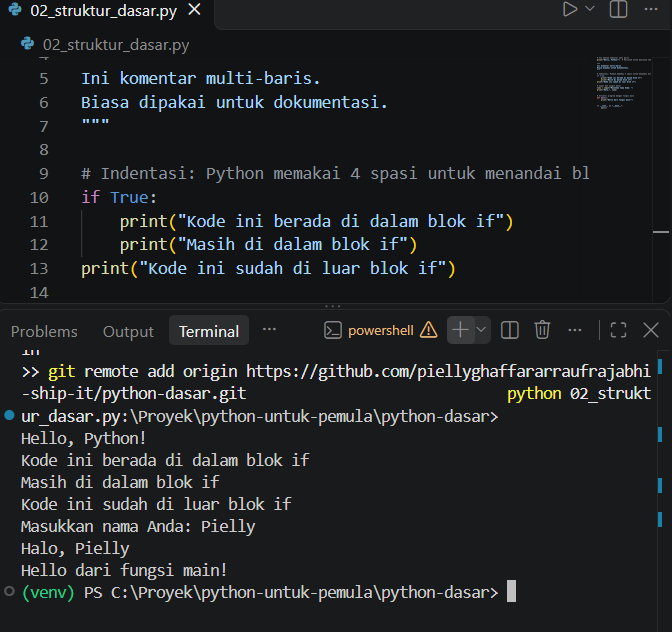 02_struktur_dasar.py
02_struktur_dasar.py
4
5 Ini komentar multi-baris.
6 Biasa dipakai untuk dokumentasi.
7 """
8
9 # Indentasi: Python memakai 4 spasi untuk menandai bl
10 if True:
11     print("Kode ini berada di dalam blok if")
12     print("Masih di dalam blok if")
13 print("Kode ini sudah di luar blok if")
14
Problems Output Terminal ... powershell
in
>> git remote add origin https://github.com/piellyghaffararraufrajabhi
-ship-it/python-dasar.git python 02_strukt
ur_dasar.py:\Proyek\python-untuk-pemula\python-dasar>
Hello, Python!
Kode ini berada di dalam blok if
Masih di dalam blok if
Kode ini sudah di luar blok if
Masukkan nama Anda: Pielly
Halo, Pielly
Hello dari fungsi main!
(venv) PS C:\Proyek\python-untuk-pemula\python-dasar>